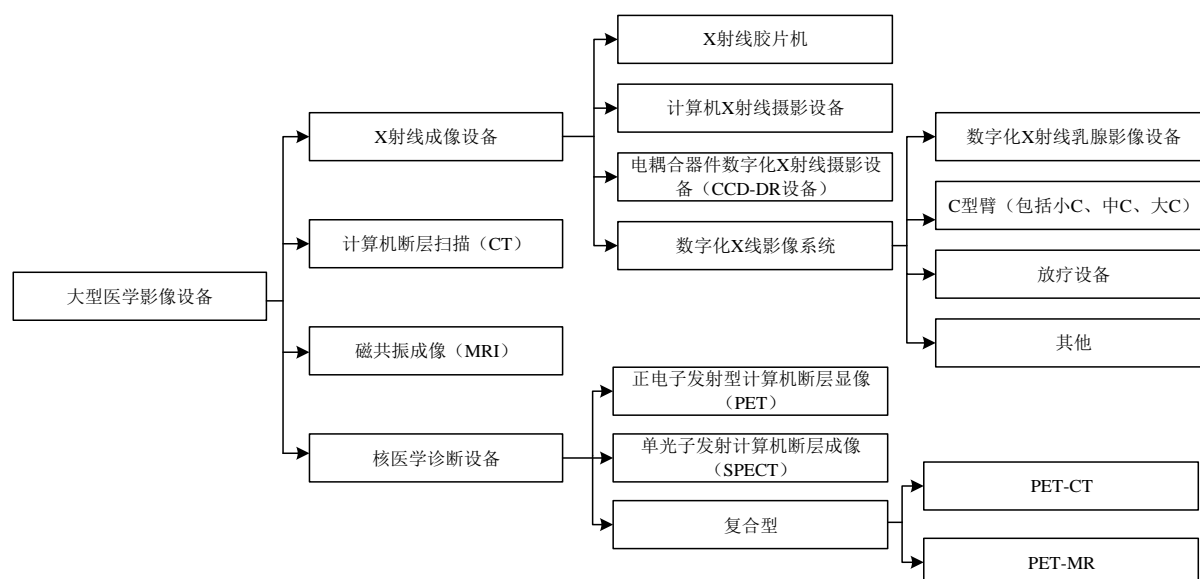 大型医学影像设备
X射线成像设备
计算机断层扫描（CT）
磁共振成像（MRI）
核医学诊断设备
X射线胶片机
计算机X射线摄影设备
电耦合器件数字化X射线摄影设
备（CCD-DR设备）
数字化X线影像系统
数字化X射线乳腺影像设备
C型臂（包括小C、中C、大C）
放疗设备
其他
正电子发射型计算机断层显像
（PET）
单光子发射计算机断层成像
（SPECT）
复合型
PET-CT
PET-MR